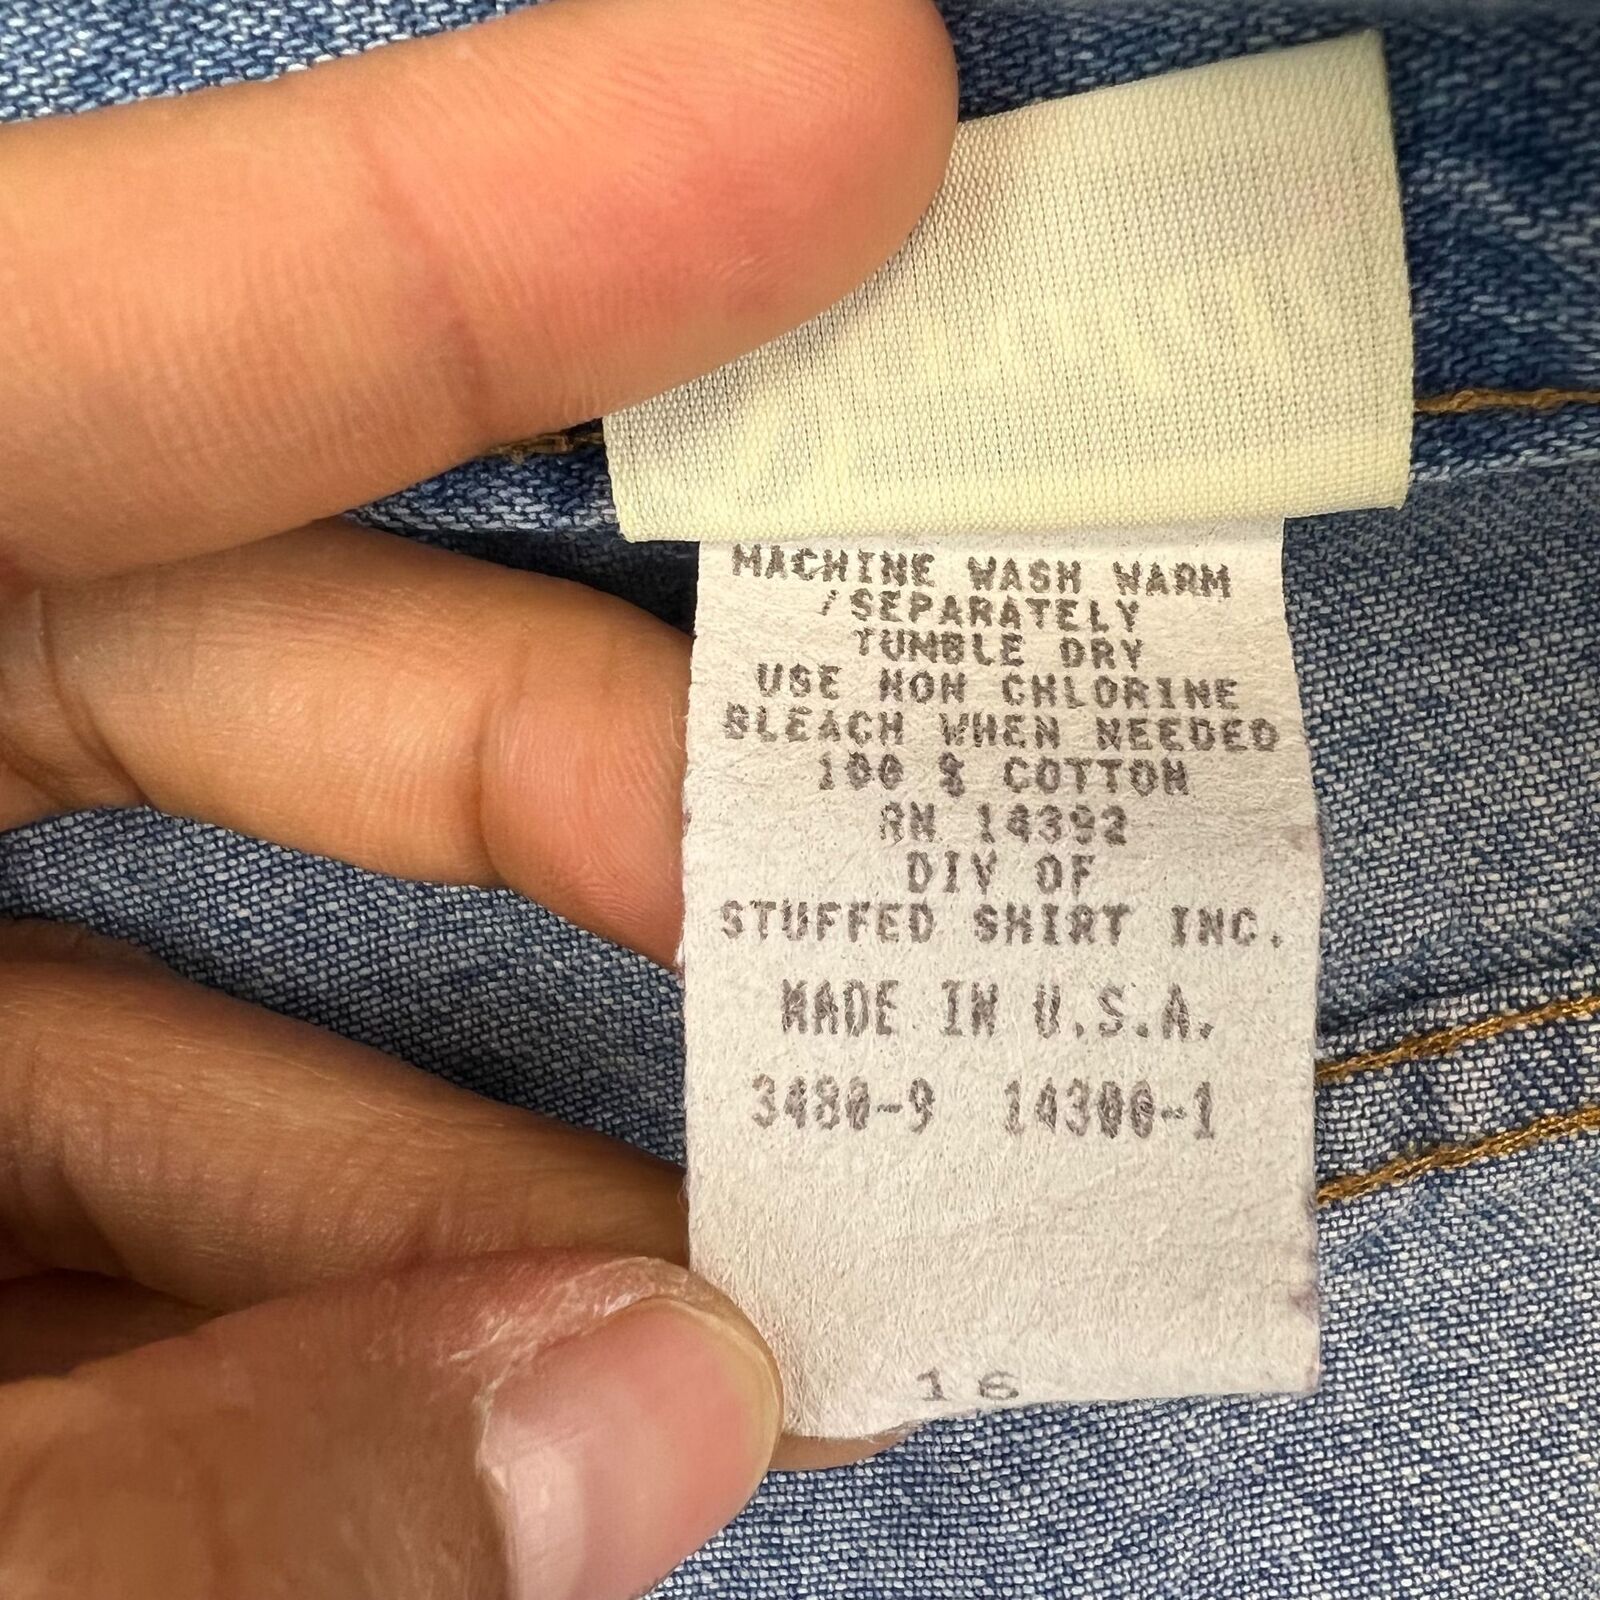 MACHINE WASH WARM
/SEPARATELY
TUMBLE DRY
USE NON CHLORINE
BLEACH WHEN NEEDED
100 % COTTON
RN 14392
DIV OF
STUFFED SHIRT INC.
MADE IN U.S.A.
3480-9 14300-1
16